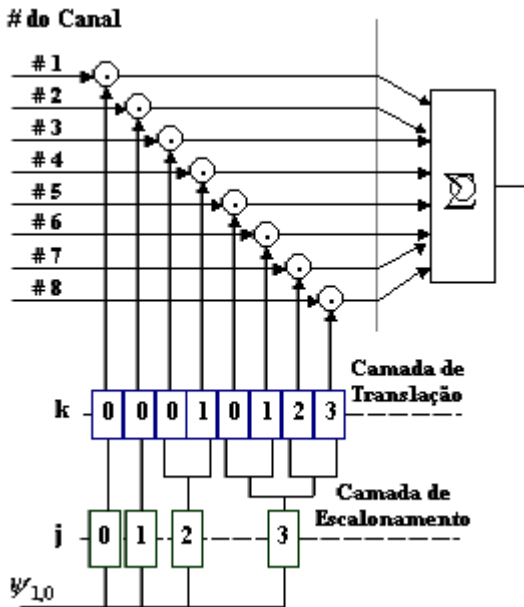 # do Canal
# 1
# 2
# 3
# 4
# 5
# 6
# 7
# 8
Σ
Camada de
Translação
k 0 0 0 1 0 1 2 3
Camada de
Escalonamento
j 0 1 2 3
ψ1,0